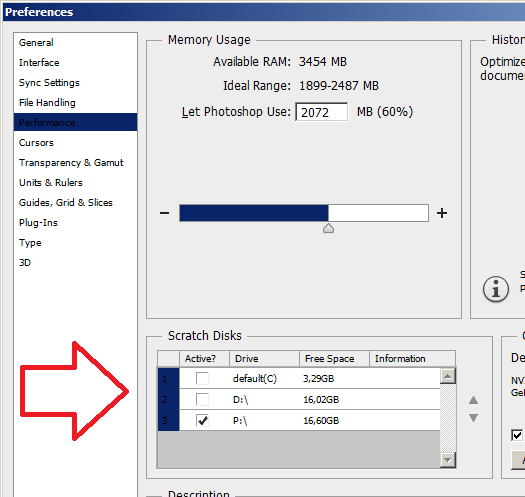 Preferences
General
Interface
Sync Settings
File Handling
Performance
Cursors
Transparency & Gamut
Units & Rulers
Guides, Grid & Slices
Plug-Ins
Type
3D
Memory Usage
Available RAM: 3454 MB
Ideal Range: 1899-2487 MB
Let Photoshop Use: 2072 MB (60%)
- +
Histor
Optimize
docume
i S
P
Scratch Disks
Active? Drive Free Space Information
1 default(C) 3,29GB
2 D:\ 16,02GB
3 P:\ 16,60GB
De
NV
Gel
Description